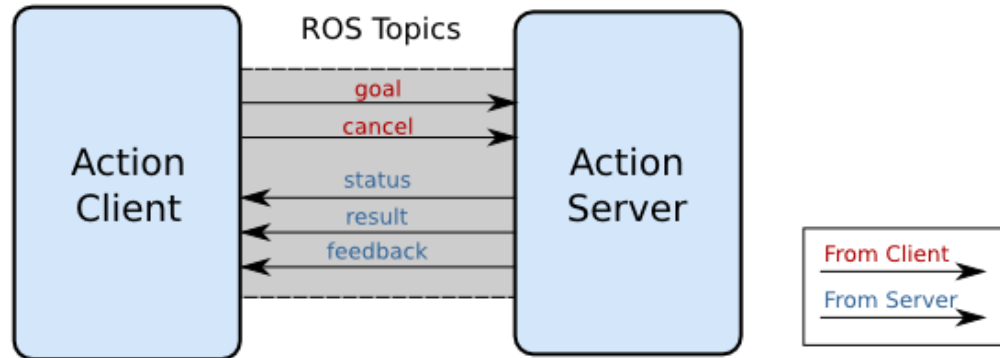 ROS Topics
goal
cancel
status
result
feedback
Action
Client
Action
Server
From Client
From Server